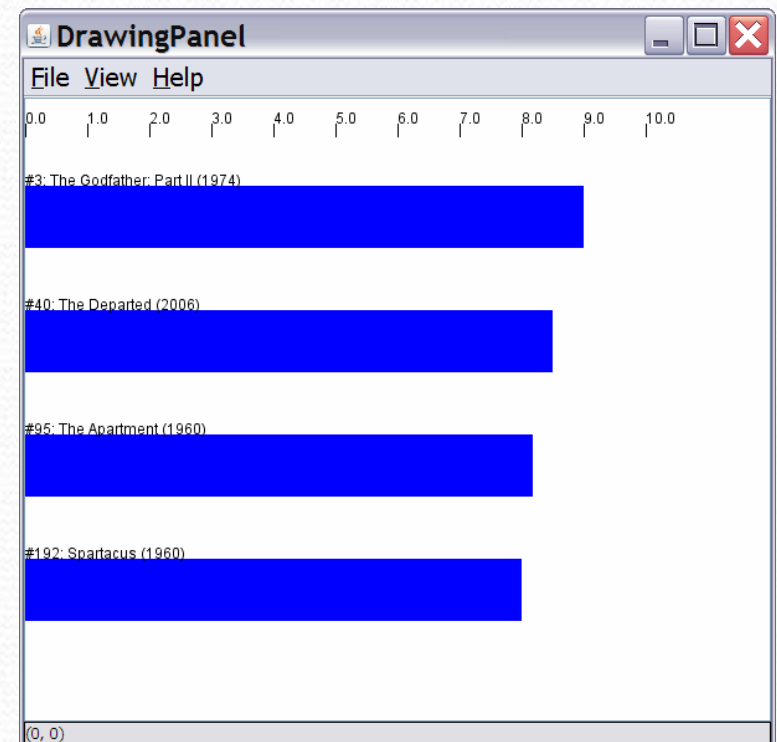 DrawingPanel
File View Help
0.0 1.0 2.0 3.0 4.0 5.0 6.0 7.0 8.0 9.0 10.0
#3: The Godfather: Part II (1974)
#40: The Departed (2006)
#95: The Apartment (1960)
#192: Spartacus (1960)
(0, 0)